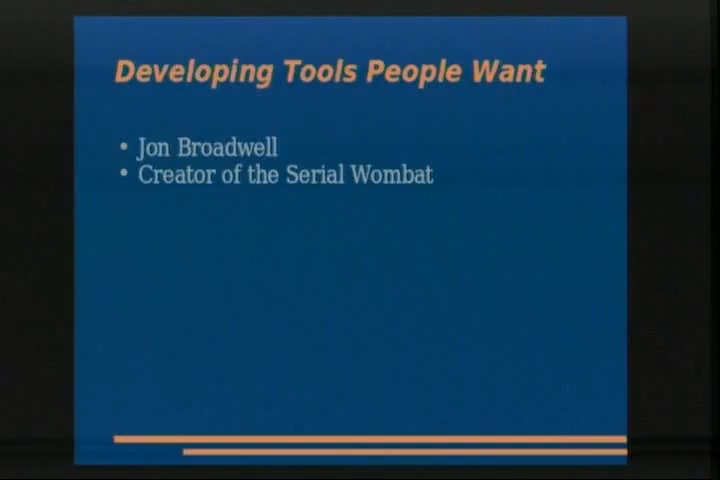 Developing Tools People Want
• Jon Broadwell
• Creator of the Serial Wombat